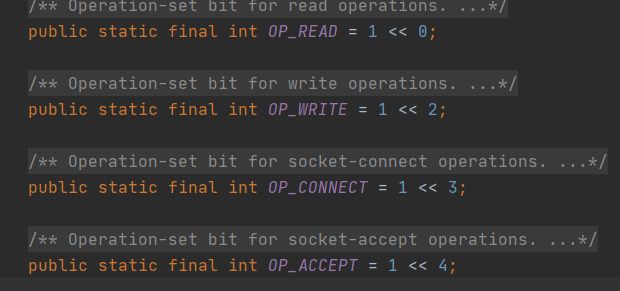 /** Operation-set bit for read operations. ...*/
public static final int OP_READ = 1 << 0;
/** Operation-set bit for write operations. ...*/
public static final int OP_WRITE = 1 << 2;
/** Operation-set bit for socket-connect operations. ...*/
public static final int OP_CONNECT = 1 << 3;
/** Operation-set bit for socket-accept operations. ...*/
public static final int OP_ACCEPT = 1 << 4;